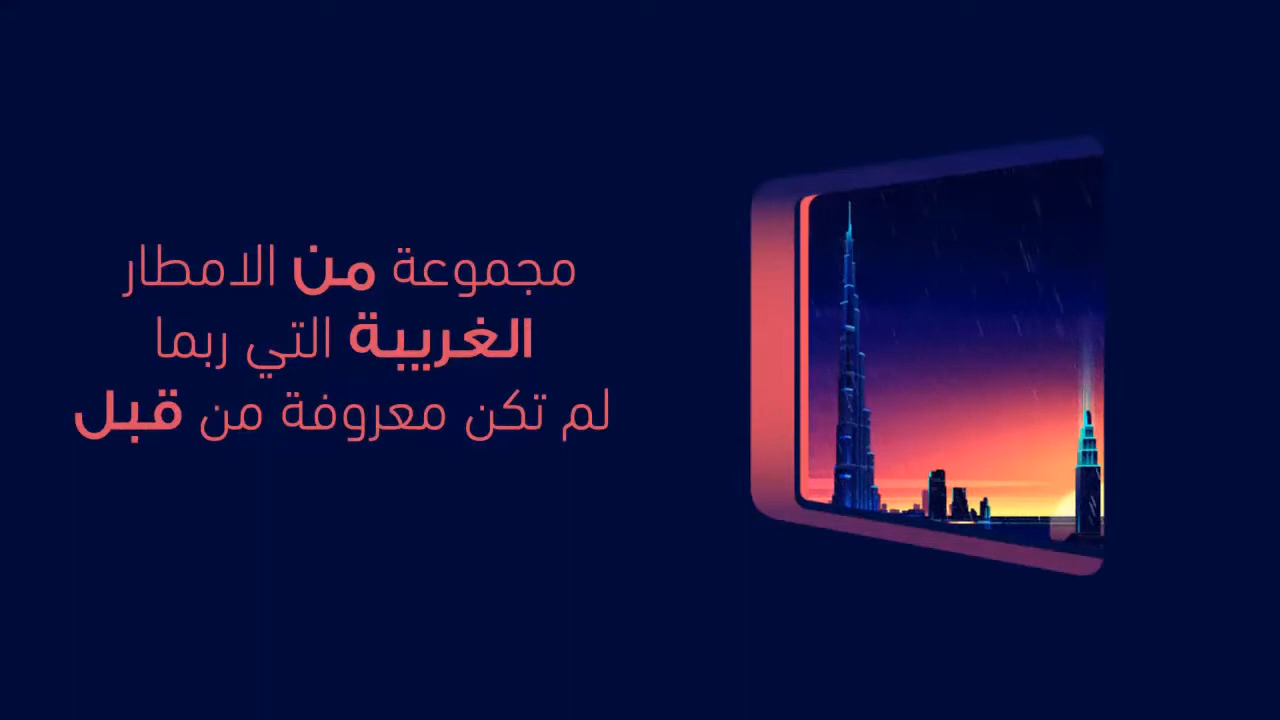 مجموعة من الامطار
الغريبة التي ربما
لم تكن معروفة من قبل